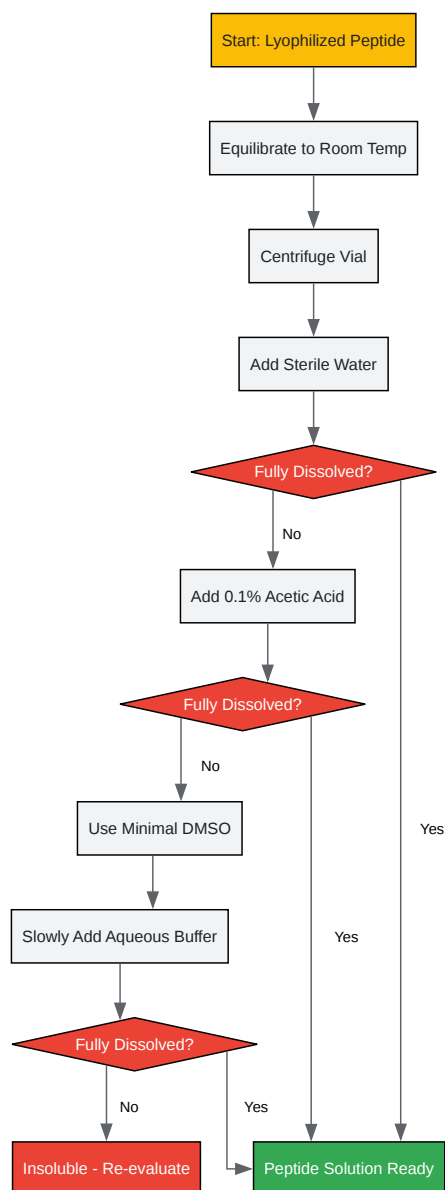 Start: Lyophilized Peptide
Equilibrate to Room Temp
Centrifuge Vial
Add Sterile Water
Fully Dissolved?
No
Add 0.1% Acetic Acid
Fully Dissolved?
No
Use Minimal DMSO
Yes
Slowly Add Aqueous Buffer
Yes
Fully Dissolved?
No
Yes
Insoluble - Re-evaluate
Peptide Solution Ready